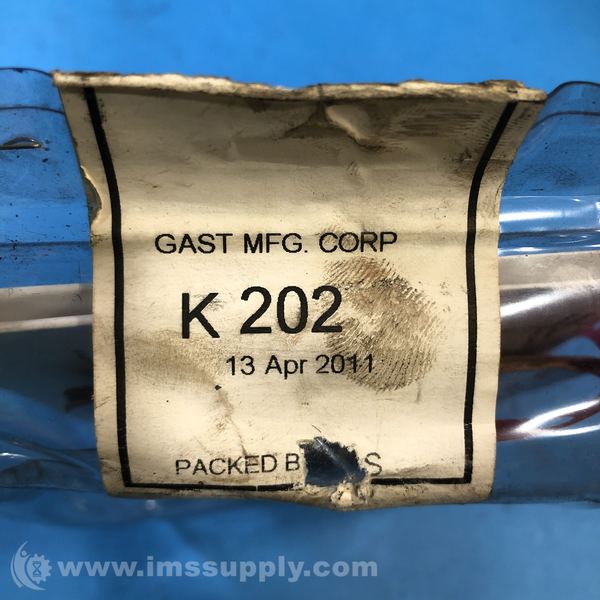 GAST MFG. CORP
K 202
13 Apr 2011
PACKED
www.imssupply.com